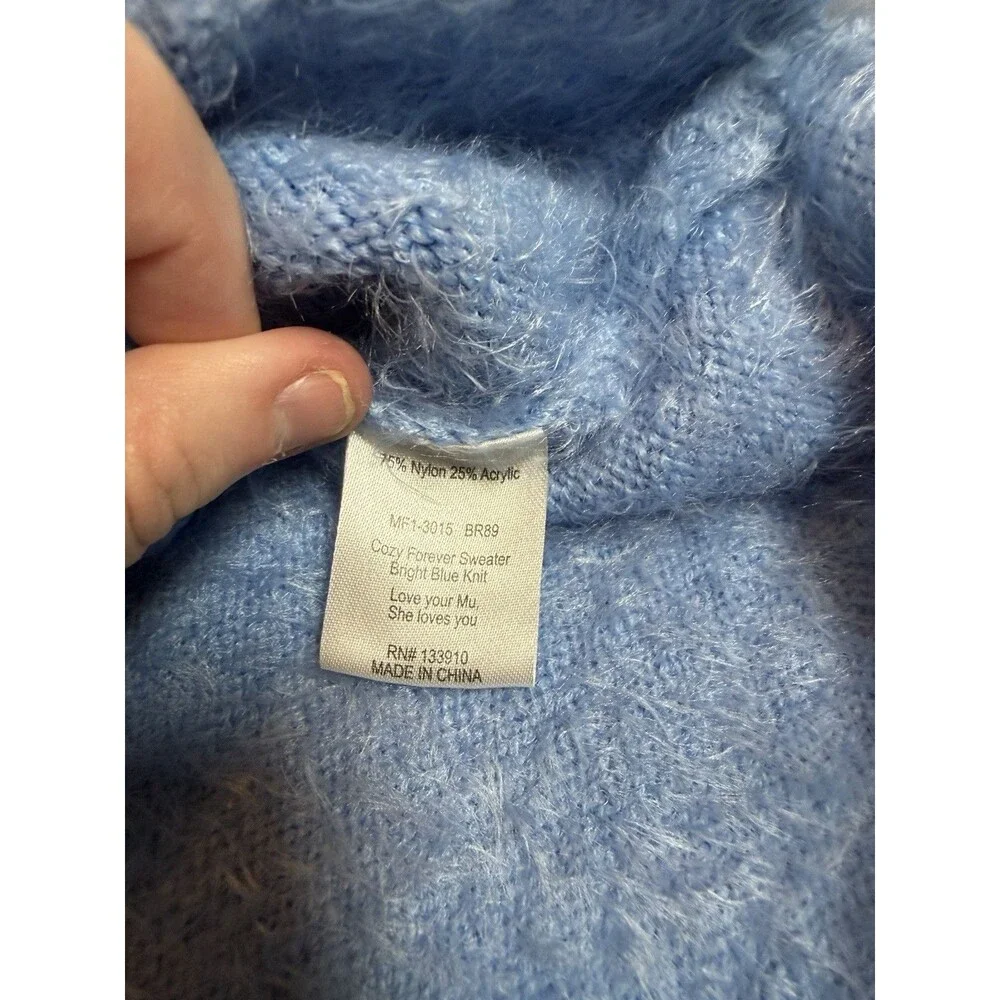 75% Nylon 25% Acrylic
MF1-3015 BR89
Cozy Forever Sweater
Bright Blue Knit
Love your Mu,
She loves you
RN# 133910
MADE IN CHINA